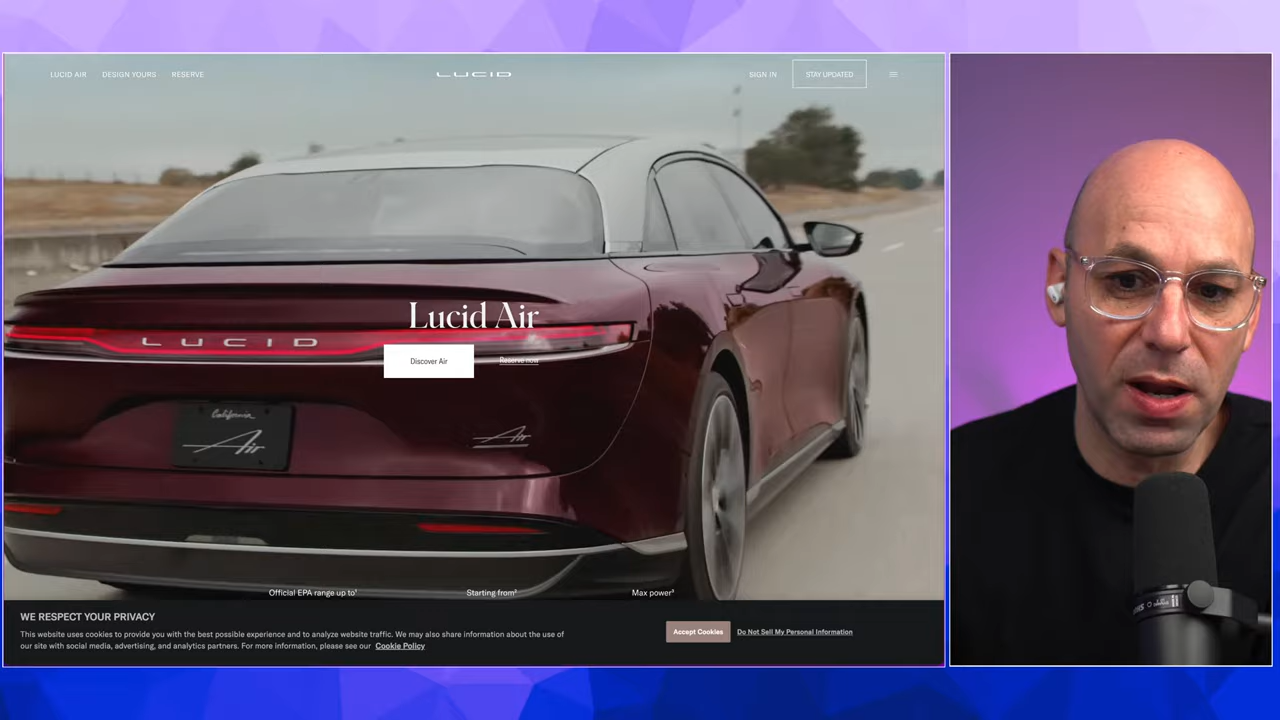 LUCID AIR
DESIGN YOURS
RESERVE
LUCID
SIGN IN
STAY UPDATED
Lucid Air
LUCID
Discover Air
Reserve now
California
Air
Air
Official EPA range up to¹
Starting from²
Max power³
WE RESPECT YOUR PRIVACY
This website uses cookies to provide you with the best possible experience and to analyze website traffic. We may also share information about the use of
our site with social media, advertising, and analytics partners. For more information, please see our Cookie Policy
Accept Cookies
Do Not Sell My Personal Information